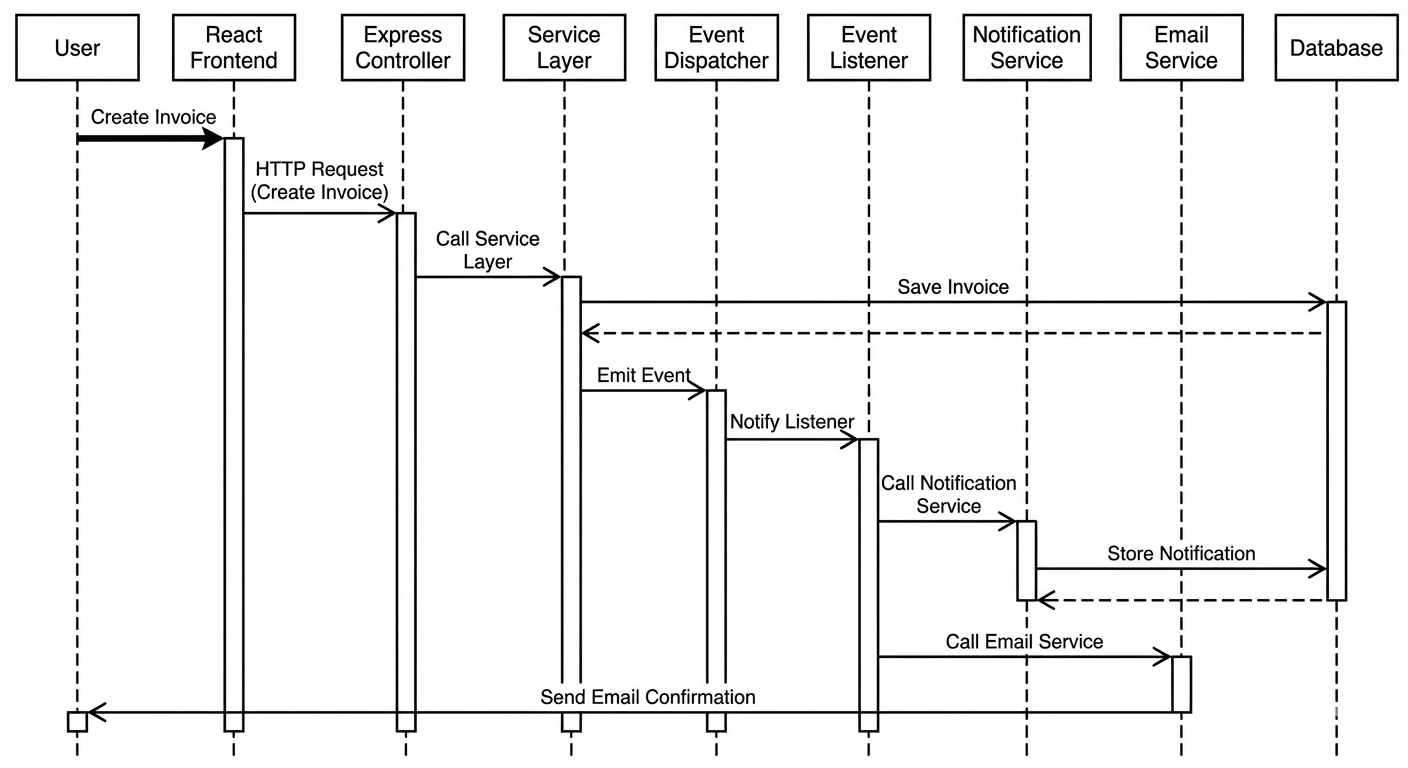 User
React
Frontend
Express
Controller
Service
Layer
Event
Dispatcher
Event
Listener
Notification
Service
Email
Service
Database
Create Invoice
HTTP Request
(Create Invoice)
Call Service
Layer
Save Invoice
Emit Event
Notify Listener
Call Notification
Service
Store Notification
Call Email Service
Send Email Confirmation